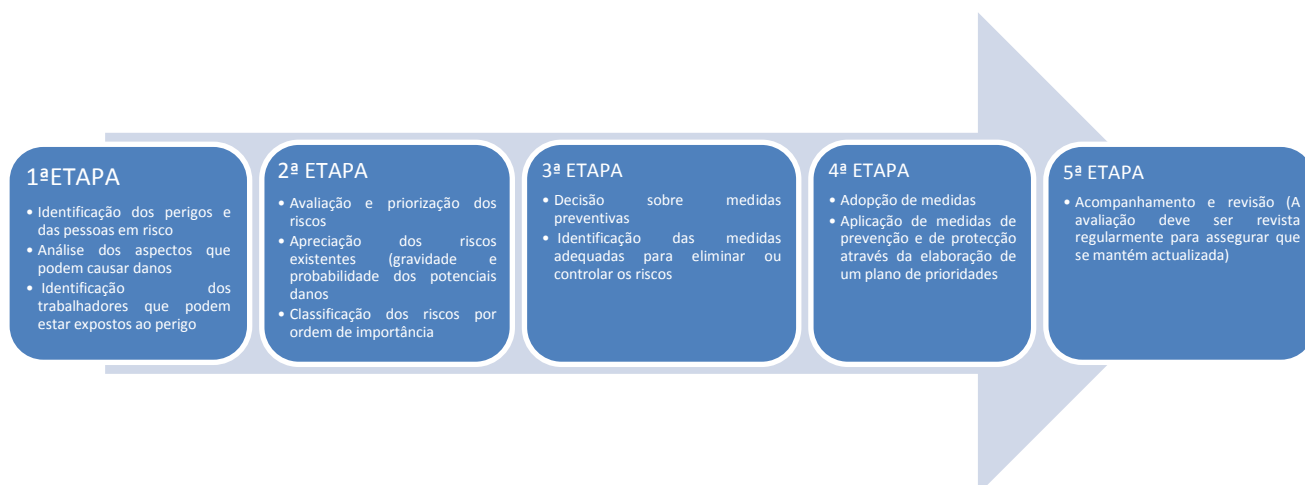 1ªETAPA
• Identificação dos perigos e
das pessoas em risco
• Análise dos aspectos que
podem causar danos
• Identificação dos
trabalhadores que podem
estar expostos ao perigo
2ª ETAPA
• Avaliação e priorização dos
riscos
• Apreciação dos riscos
existentes (gravidade e
probabilidade dos potenciais
danos
• Classificação dos riscos por
ordem de importância
3ª ETAPA
• Decisão sobre medidas
preventivas
• Identificação das medidas
adequadas para eliminar ou
controlar os riscos
4ª ETAPA
• Adopção de medidas
• Aplicação de medidas de
prevenção e de protecção
através da elaboração de
um plano de prioridades
5ª ETAPA
• Acompanhamento e revisão (A
avaliação deve ser revista
regularmente para assegurar que
se mantém actualizada)